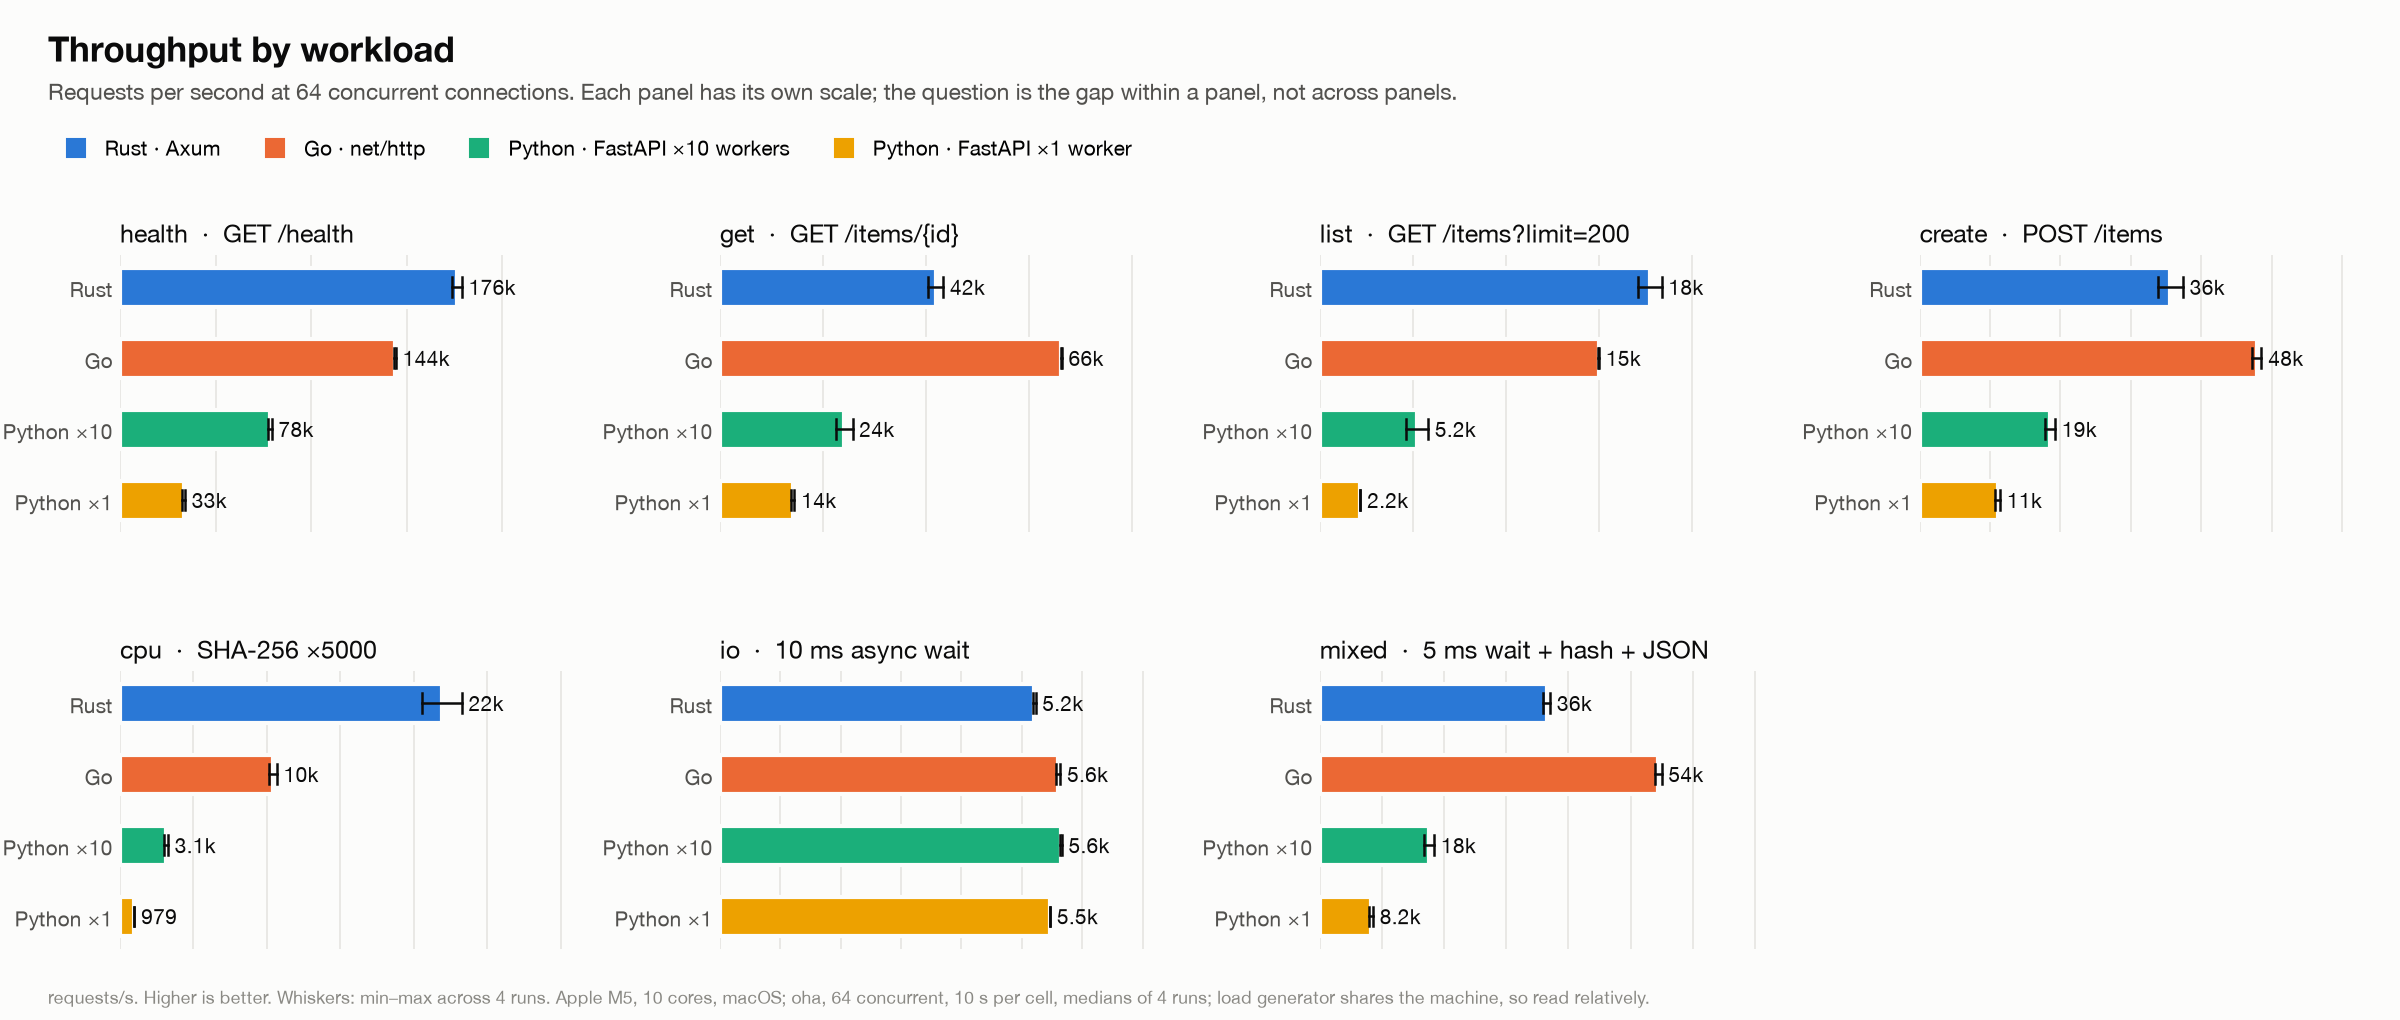 Throughput by workload
Requests per second at 64 concurrent connections. Each panel has its own scale; the question is the gap within a panel, not across panels.
Rust · Axum
Go · net/http
Python · FastAPI ×10 workers
Python · FastAPI ×1 worker
health · GET /health
Rust 176k
Go 144k
Python ×10 78k
Python ×1 33k
get · GET /items/{id}
Rust 42k
Go 66k
Python ×10 24k
Python ×1 14k
list · GET /items?limit=200
Rust 18k
Go 15k
Python ×10 5.2k
Python ×1 2.2k
create · POST /items
Rust 36k
Go 48k
Python ×10 19k
Python ×1 11k
cpu · SHA-256 ×5000
Rust 22k
Go 10k
Python ×10 3.1k
Python ×1 979
io · 10 ms async wait
Rust 5.2k
Go 5.6k
Python ×10 5.6k
Python ×1 5.5k
mixed · 5 ms wait + hash + JSON
Rust 36k
Go 54k
Python ×10 18k
Python ×1 8.2k
requests/s. Higher is better. Whiskers: min–max across 4 runs. Apple M5, 10 cores, macOS; oha, 64 concurrent, 10 s per cell, medians of 4 runs; load generator shares the machine, so read relatively.